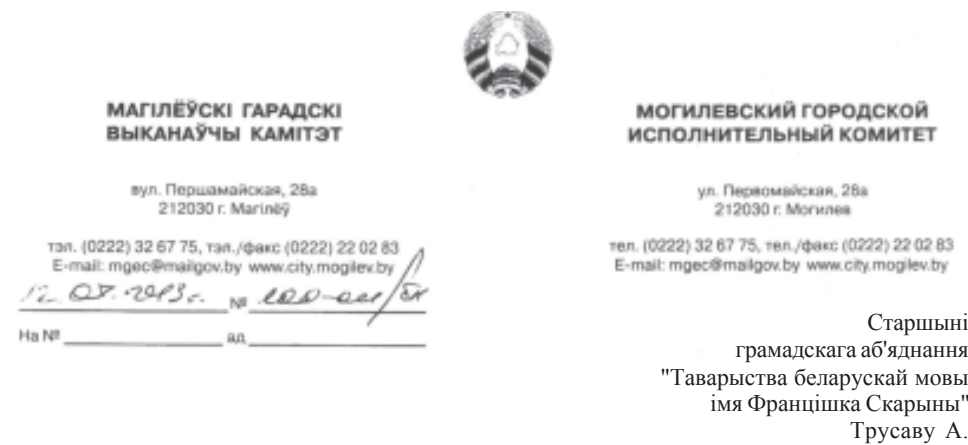 МАГІЛЁЎСКІ ГАРАДСКІ
ВЫКАНАЎЧЫ КАМІТЭТ
вул. Першамайская, 28а
212030 г. Магілёў
тэл. (0222) 32 67 75, тэл./факс (0222) 22 02 83
E-mail: mgec@mailgov.by www.city.mogilev.by
№
На № ад
МОГИЛЕВСКИЙ ГОРОДСКОЙ
ИСПОЛНИТЕЛЬНЫЙ КОМИТЕТ
ул. Первомайская, 28а
212030 г. Могилев
тел. (0222) 32 67 75, тел./факс (0222) 22 02 83
E-mail: mgec@mailgov.by www.city.mogilev.by
Старшыні
грамадскага аб'яднання
"Таварыства беларускай мовы
імя Францішка Скарыны"
Трусаву А.